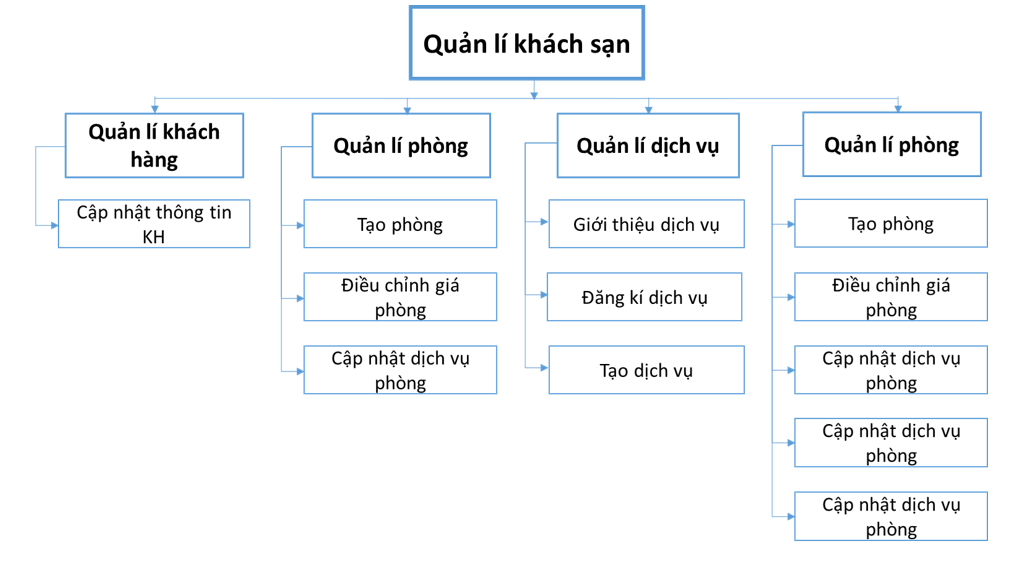 Quản lí khách sạn
Quản lí khách
hàng
Cập nhật thông tin
KH
Quản lí phòng
Tạo phòng
Điều chỉnh giá
phòng
Cập nhật dịch vụ
phòng
Quản lí dịch vụ
Giới thiệu dịch vụ
Đăng kí dịch vụ
Tạo dịch vụ
Quản lí phòng
Tạo phòng
Điều chỉnh giá
phòng
Cập nhật dịch vụ
phòng
Cập nhật dịch vụ
phòng
Cập nhật dịch vụ
phòng